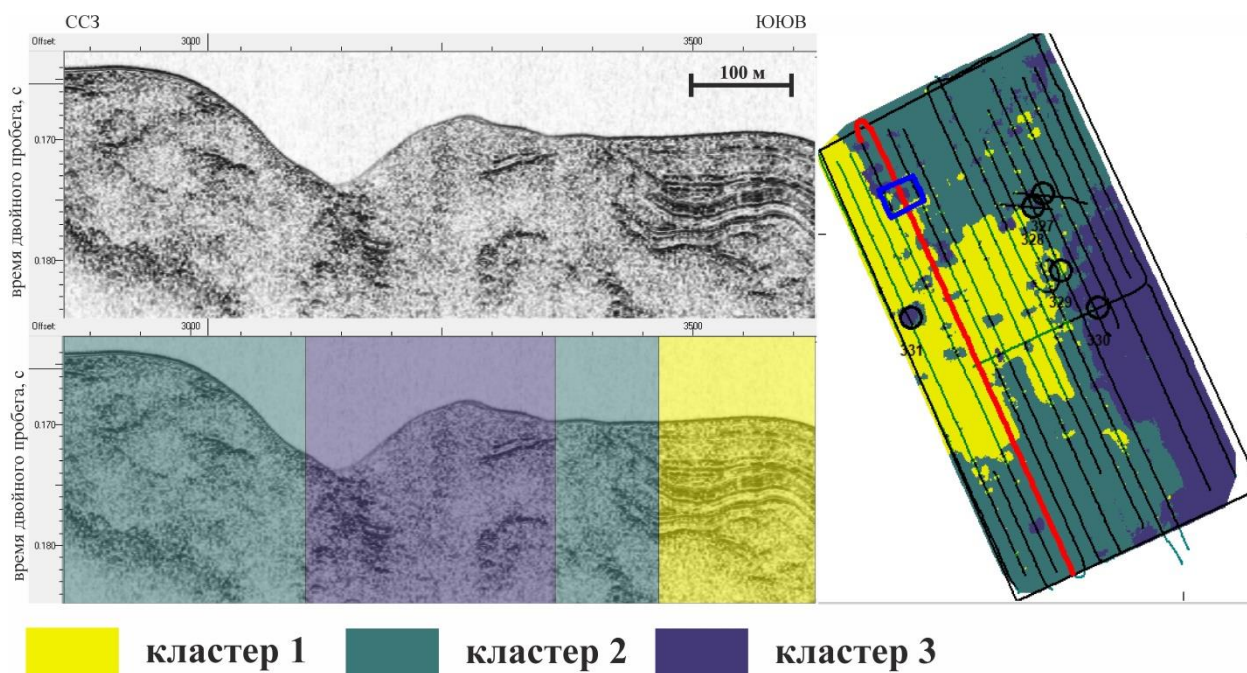 ССЗ ЮЮВ
Offset: 3000 3500
100 м
0.170
0.180
время двойного пробега, с
Offset: 3000 3500
0.170
0.180
время двойного пробега, с
327
328
329
330
331
кластер 1 кластер 2 кластер 3